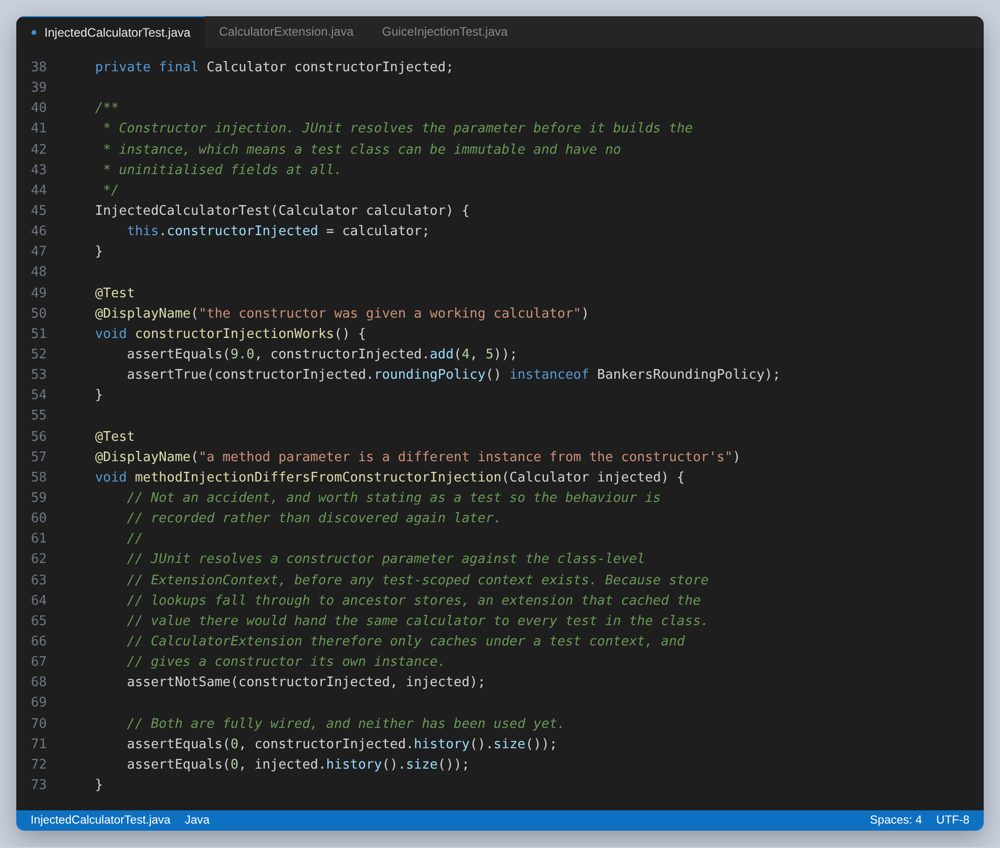 InjectedCalculatorTest.java CalculatorExtension.java GuiceInjectionTest.java
38     private final Calculator constructorInjected;
39
40     /**
41      * Constructor injection. JUnit resolves the parameter before it builds the
42      * instance, which means a test class can be immutable and have no
43      * uninitialised fields at all.
44      */
45     InjectedCalculatorTest(Calculator calculator) {
46         this.constructorInjected = calculator;
47     }
48
49     @Test
50     @DisplayName("the constructor was given a working calculator")
51     void constructorInjectionWorks() {
52         assertEquals(9.0, constructorInjected.add(4, 5));
53         assertTrue(constructorInjected.roundingPolicy() instanceof BankersRoundingPolicy);
54     }
55
56     @Test
57     @DisplayName("a method parameter is a different instance from the constructor's")
58     void methodInjectionDiffersFromConstructorInjection(Calculator injected) {
59         // Not an accident, and worth stating as a test so the behaviour is
60         // recorded rather than discovered again later.
61         //
62         // JUnit resolves a constructor parameter against the class-level
63         // ExtensionContext, before any test-scoped context exists. Because store
64         // lookups fall through to ancestor stores, an extension that cached the
65         // value there would hand the same calculator to every test in the class.
66         // CalculatorExtension therefore only caches under a test context, and
67         // gives a constructor its own instance.
68         assertNotSame(constructorInjected, injected);
69
70         // Both are fully wired, and neither has been used yet.
71         assertEquals(0, constructorInjected.history().size());
72         assertEquals(0, injected.history().size());
73     }
InjectedCalculatorTest.java Java Spaces: 4 UTF-8